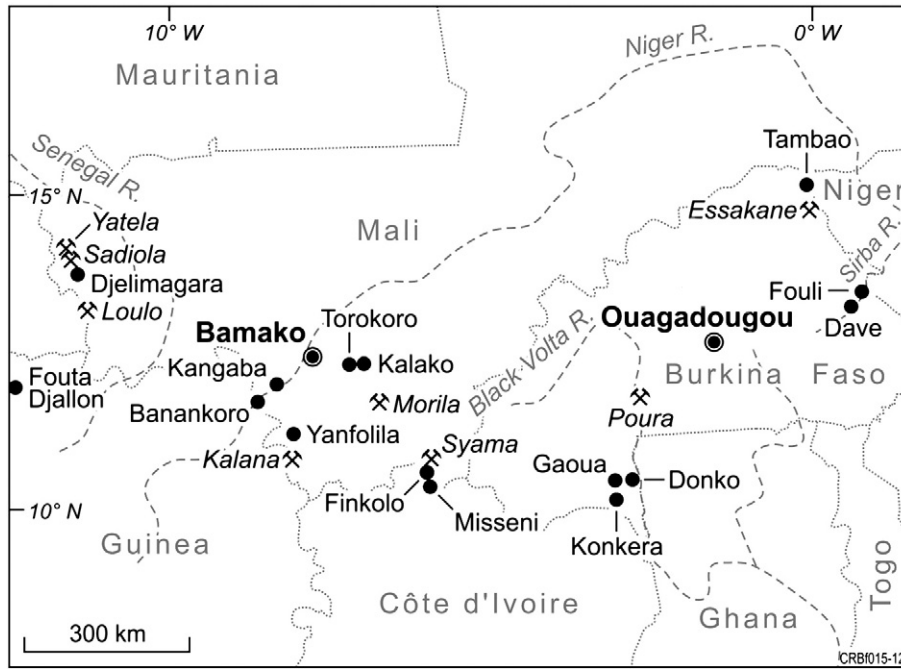 10° W
0° W
Mauritania
Niger R.
Tambao
Senegal R.
15° N
Niger
Essakane
Yatela
Mali
Sirba R.
Sadiola
Djelimagara
Fouli
Loulo
Torokoro
Ouagadougou
Bamako
Dave
Black Volta R.
Kangaba
Kalako
Burkina Faso
Fouta
Djallon
Banankoro
Morila
Poura
Yanfolila
Syama
Kalana
Gaoua
Donko
Finkolo
10° N
Misseni
Konkera
Guinea
Togo
Côte d'Ivoire
Ghana
300 km
CRBf015-12